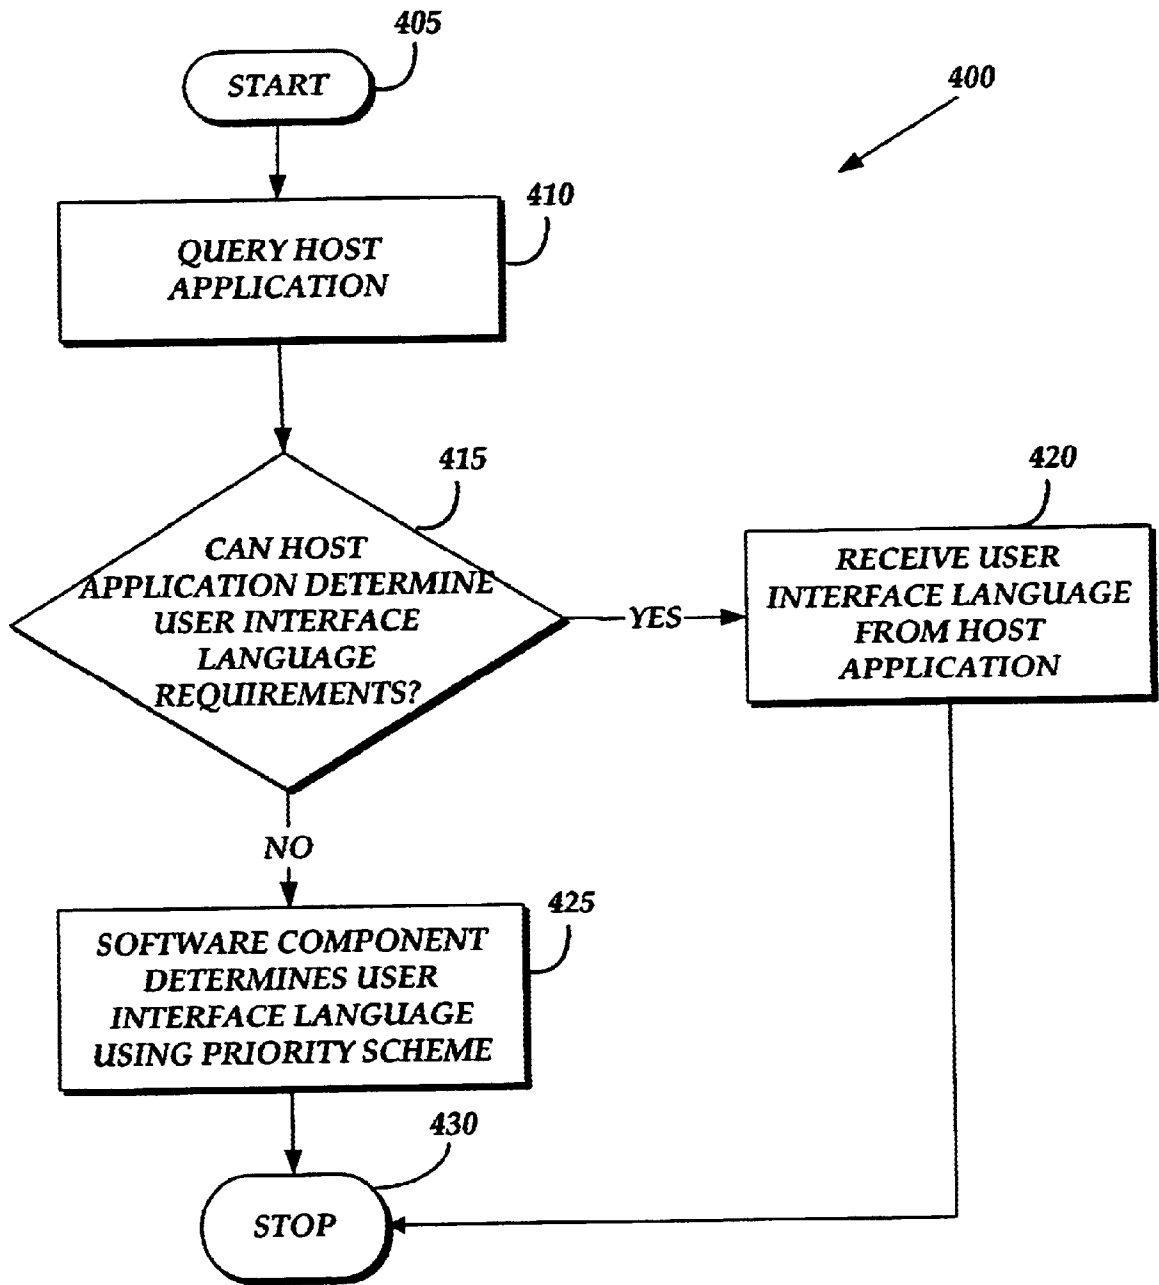 405
START
400
410
QUERY HOST
APPLICATION
415
CAN HOST
APPLICATION DETERMINE
USER INTERFACE
LANGUAGE
REQUIREMENTS?
YES
420
RECEIVE USER
INTERFACE LANGUAGE
FROM HOST
APPLICATION
NO
425
SOFTWARE COMPONENT
DETERMINES USER
INTERFACE LANGUAGE
USING PRIORITY SCHEME
430
STOP